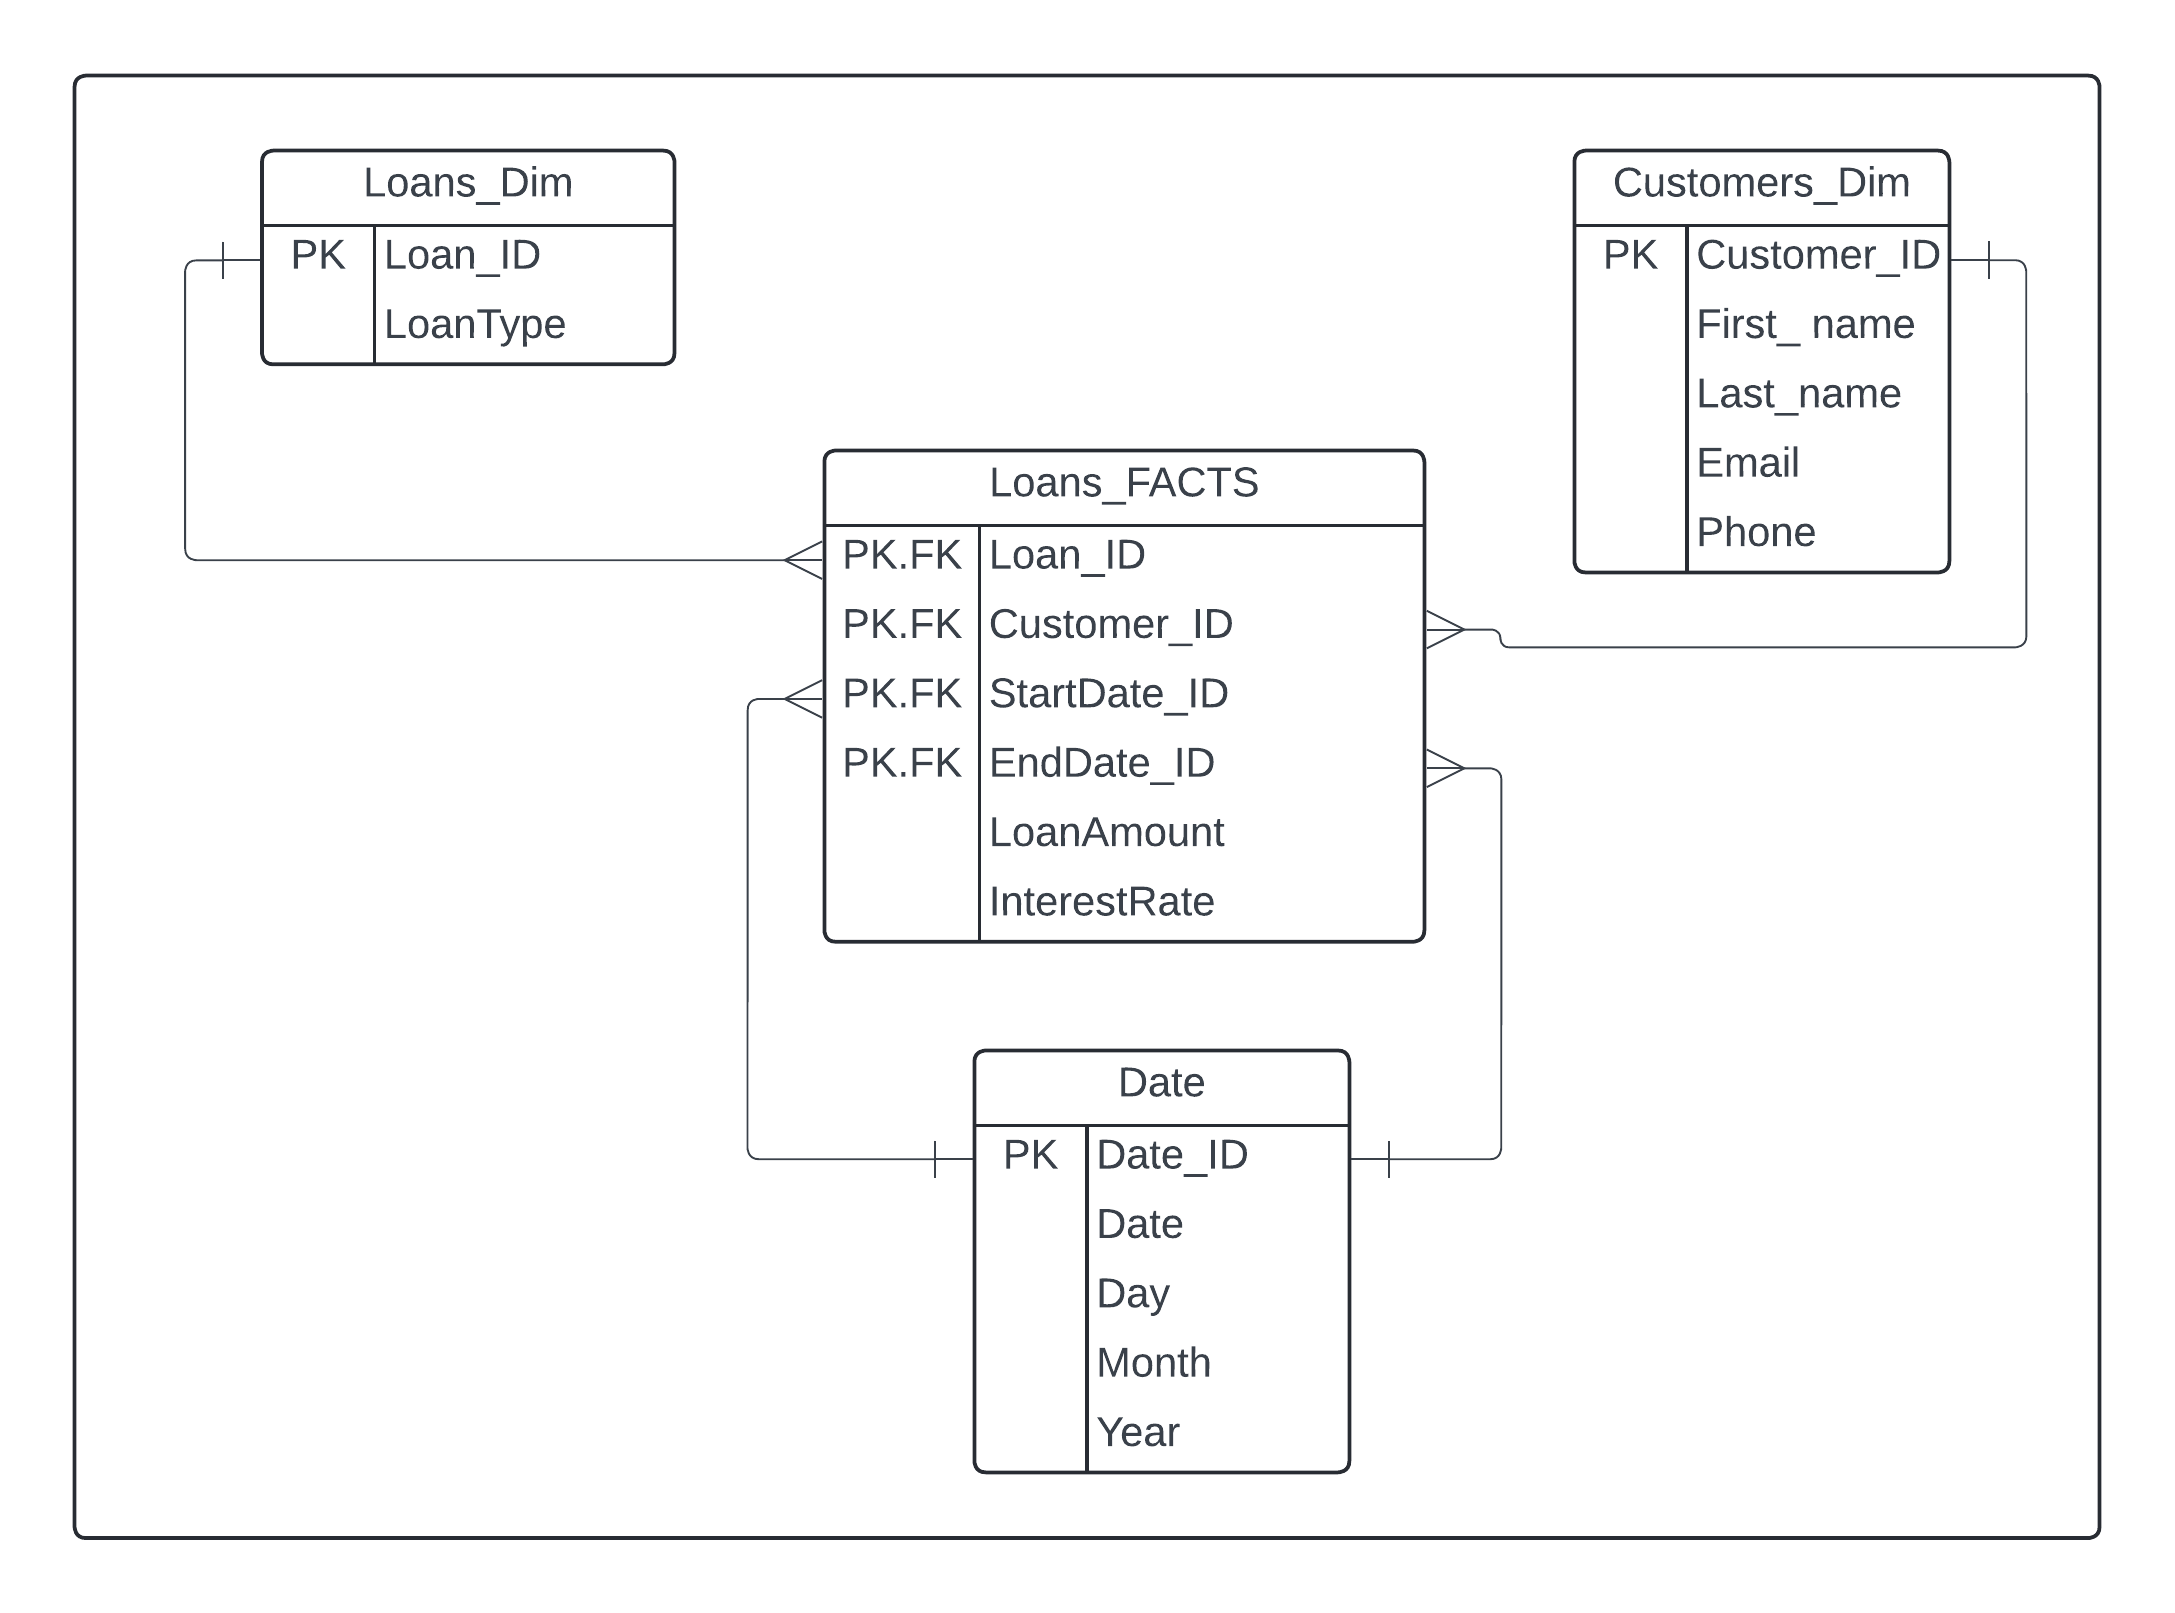 Loans_Dim
PK Loan_ID
LoanType
Customers_Dim
PK Customer_ID
First_ name
Last_name
Email
Phone
Loans_FACTS
PK.FK Loan_ID
PK.FK Customer_ID
PK.FK StartDate_ID
PK.FK EndDate_ID
LoanAmount
InterestRate
Date
PK Date_ID
Date
Day
Month
Year